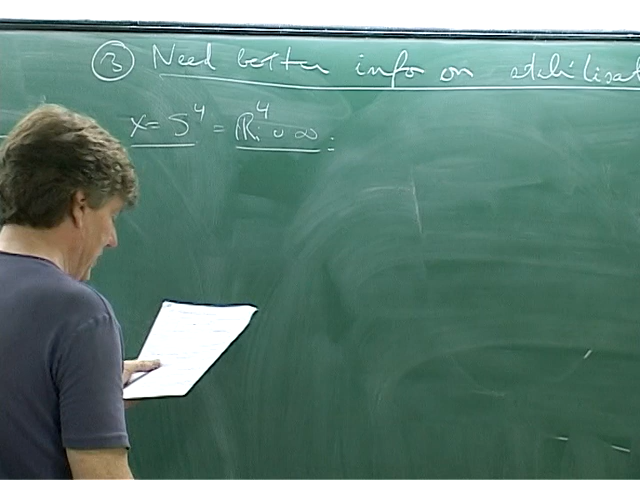 ③ Need better info on stabilisat
X = S⁴ = ℝ⁴ ∪ ∞ :